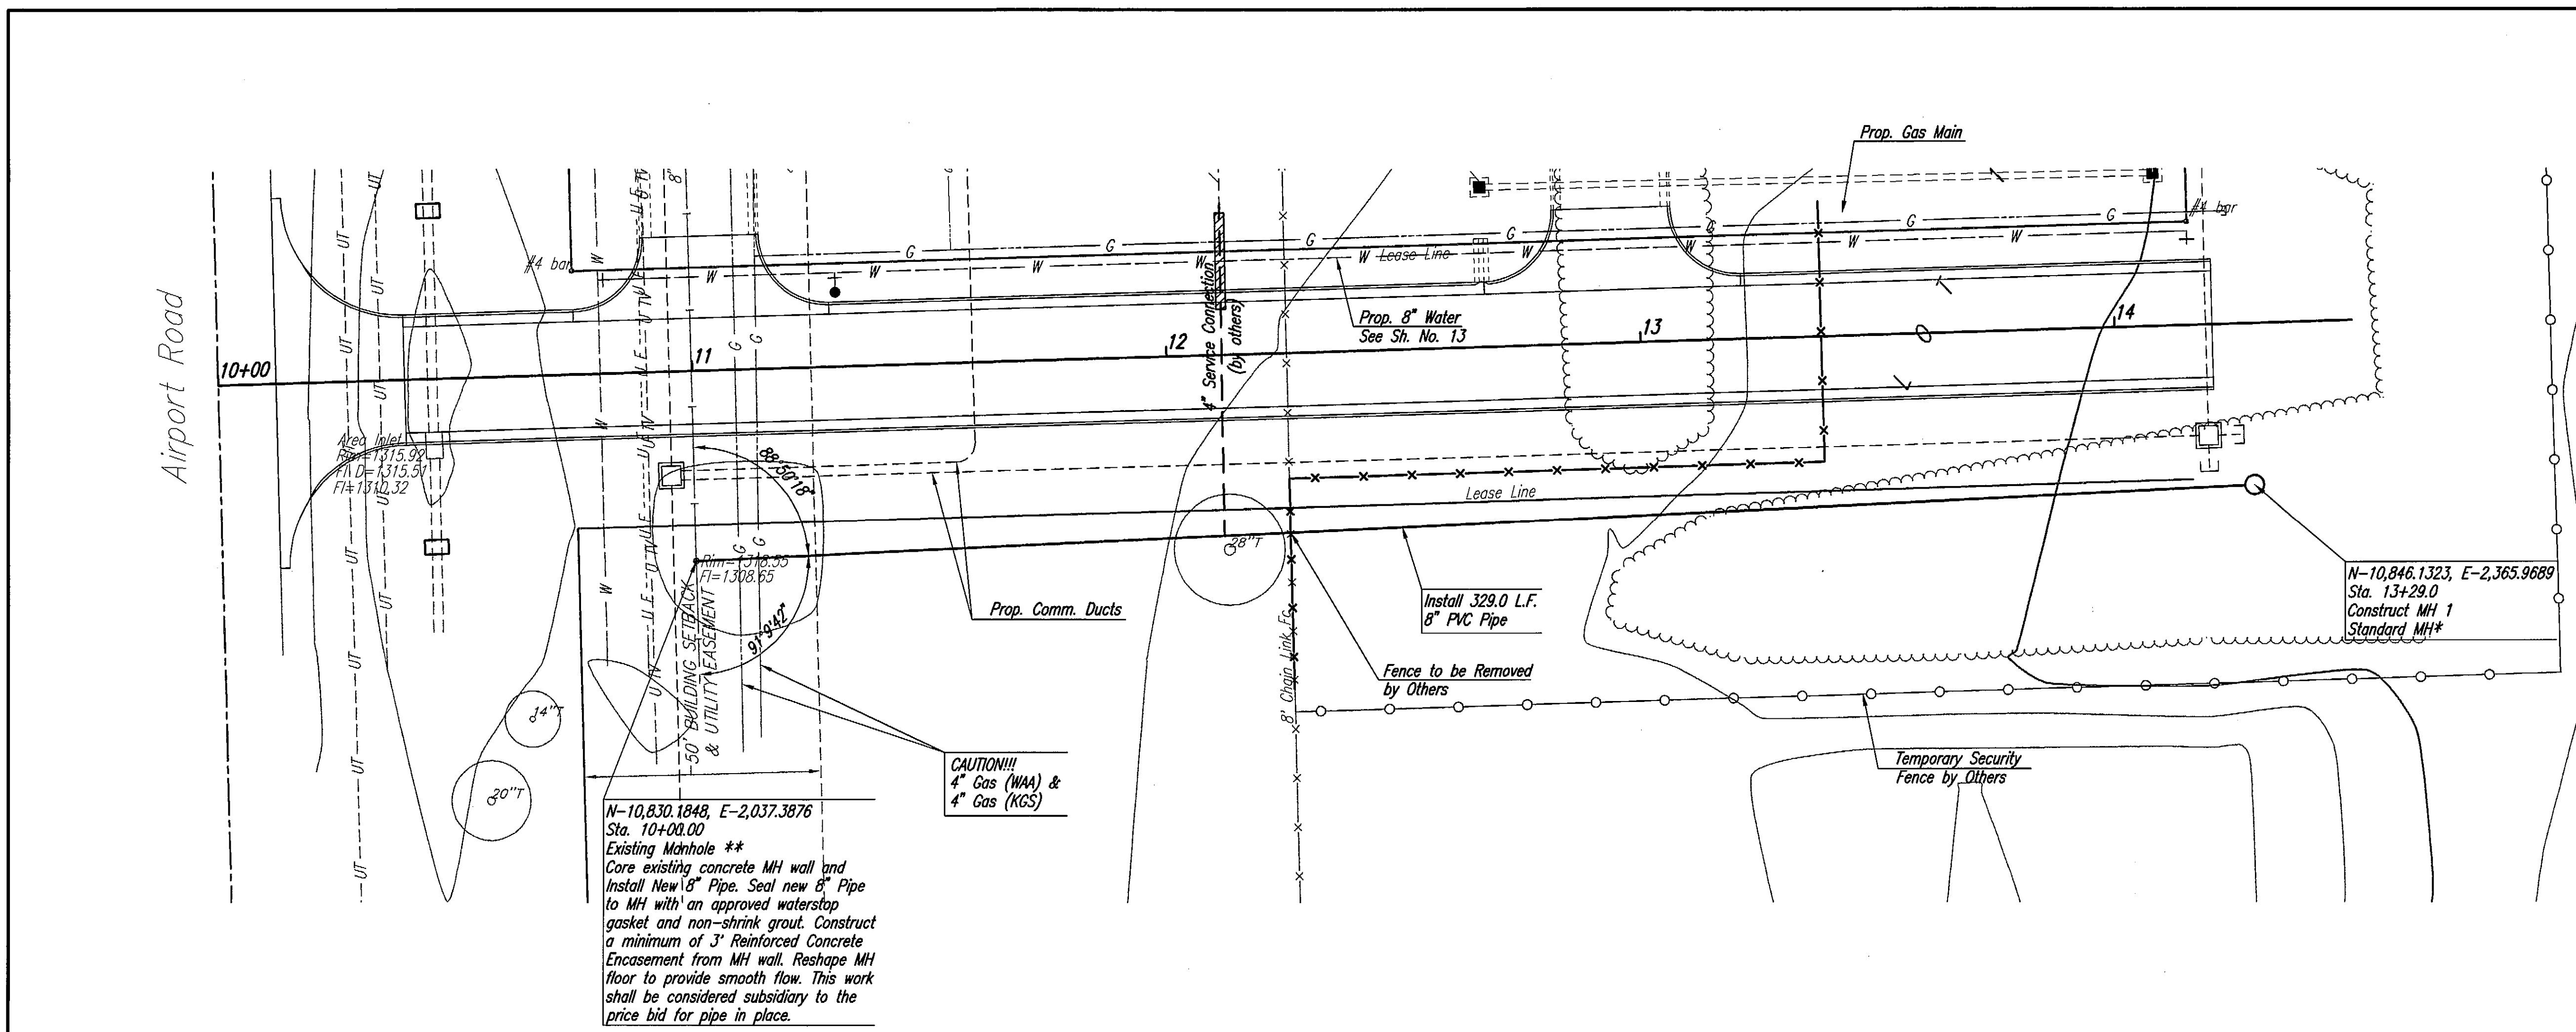 Prop. Gas Main
#4 bar
G
G
G
G
G
G
#4 bar
W
W
W
W
W
W
W
W
W
Lease Line
Airport Road
UT
UT
10+00
11
12
13
14
4" Service Connection
(by others)
Prop. 8" Water
See Sh. No. 13
Area Inlet
Rim=1315.92
Fl D=1315.51
Fl=1310.32
88°50'18"
91°9'42"
Rim=1318.55
Fl=1308.65
50' BUILDING SETBACK
& UTILITY EASEMENT
Prop. Comm. Ducts
28"T
Lease Line
Install 329.0 L.F.
8" PVC Pipe
8' Chain Link Fc.
Fence to be Removed
by Others
N-10,846.1323, E-2,365.9689
Sta. 13+29.0
Construct MH 1
Standard MH*
14"T
20"T
CAUTION!!!
4" Gas (WAA) &
4" Gas (KGS)
Temporary Security
Fence by Others
N-10,830.1848, E-2,037.3876
Sta. 10+00.00
Existing Manhole **
Core existing concrete MH wall and
Install New 8" Pipe. Seal new 8" Pipe
to MH with an approved waterstop
gasket and non-shrink grout. Construct
a minimum of 3' Reinforced Concrete
Encasement from MH wall. Reshape MH
floor to provide smooth flow. This work
shall be considered subsidiary to the
price bid for pipe in place.